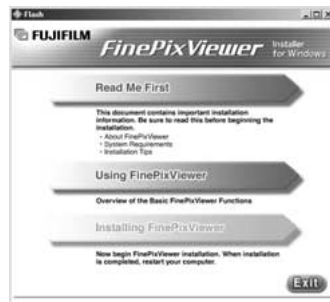 Flash
FUJIFILM
FinePixViewer Installer for Windows
Read Me First
This document contains important installation
information. Be sure to read this before beginning the
installation.
- About FinePixViewer
- System Requirements
- Installation Tips
Using FinePixViewer
Overview of the Basic FinePixViewer Functions
Installing FinePixViewer
Now begin FinePixViewer installation. When installation
is completed, restart your computer.
Exit